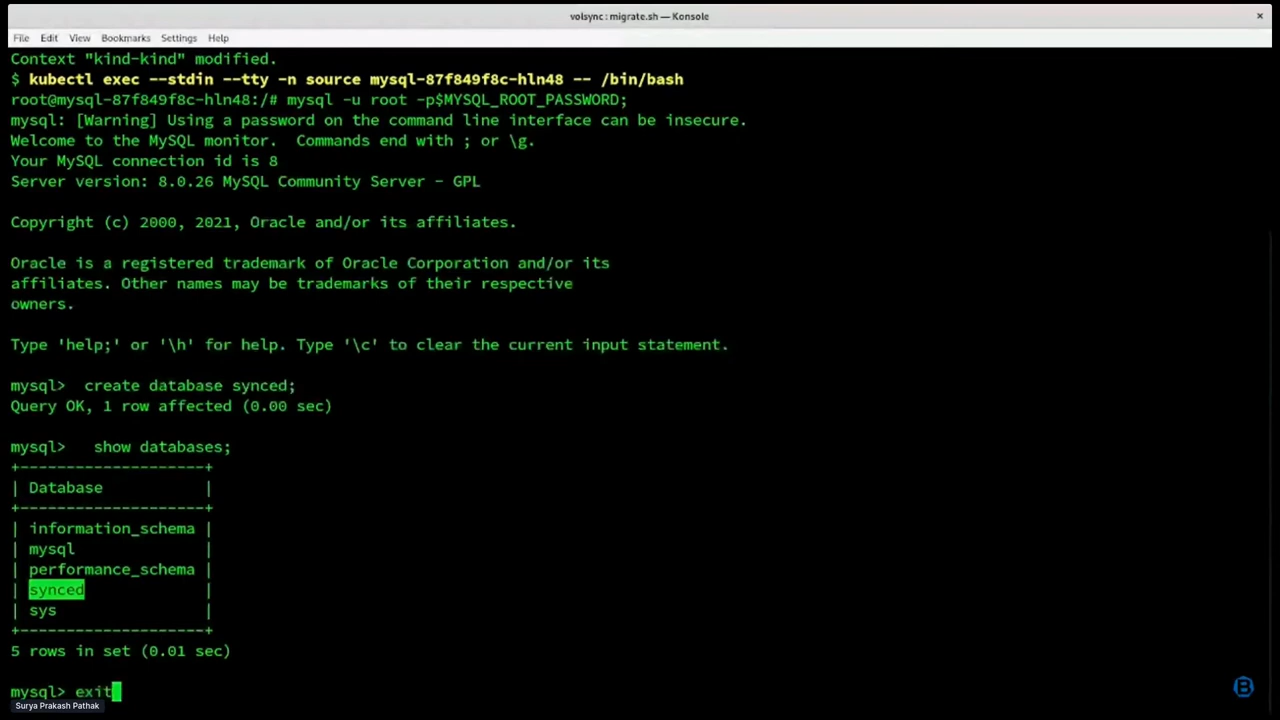 volsync : migrate.sh — Konsole
File Edit View Bookmarks Settings Help
Context "kind-kind" modified.
$ kubectl exec --stdin --tty -n source mysql-87f849f8c-hln48 -- /bin/bash
root@mysql-87f849f8c-hln48:/# mysql -u root -p$MYSQL_ROOT_PASSWORD;
mysql: [Warning] Using a password on the command line interface can be insecure.
Welcome to the MySQL monitor.  Commands end with ; or \g.
Your MySQL connection id is 8
Server version: 8.0.26 MySQL Community Server - GPL
Copyright (c) 2000, 2021, Oracle and/or its affiliates.
Oracle is a registered trademark of Oracle Corporation and/or its
affiliates. Other names may be trademarks of their respective
owners.
Type 'help;' or '\h' for help. Type '\c' to clear the current input statement.
mysql>  create database synced;
Query OK, 1 row affected (0.00 sec)
mysql>   show databases;
+--------------------+
| Database           |
+--------------------+
| information_schema |
| mysql              |
| performance_schema |
| synced             |
| sys                |
+--------------------+
5 rows in set (0.01 sec)
mysql> exit
Surya Prakash Pathak
B